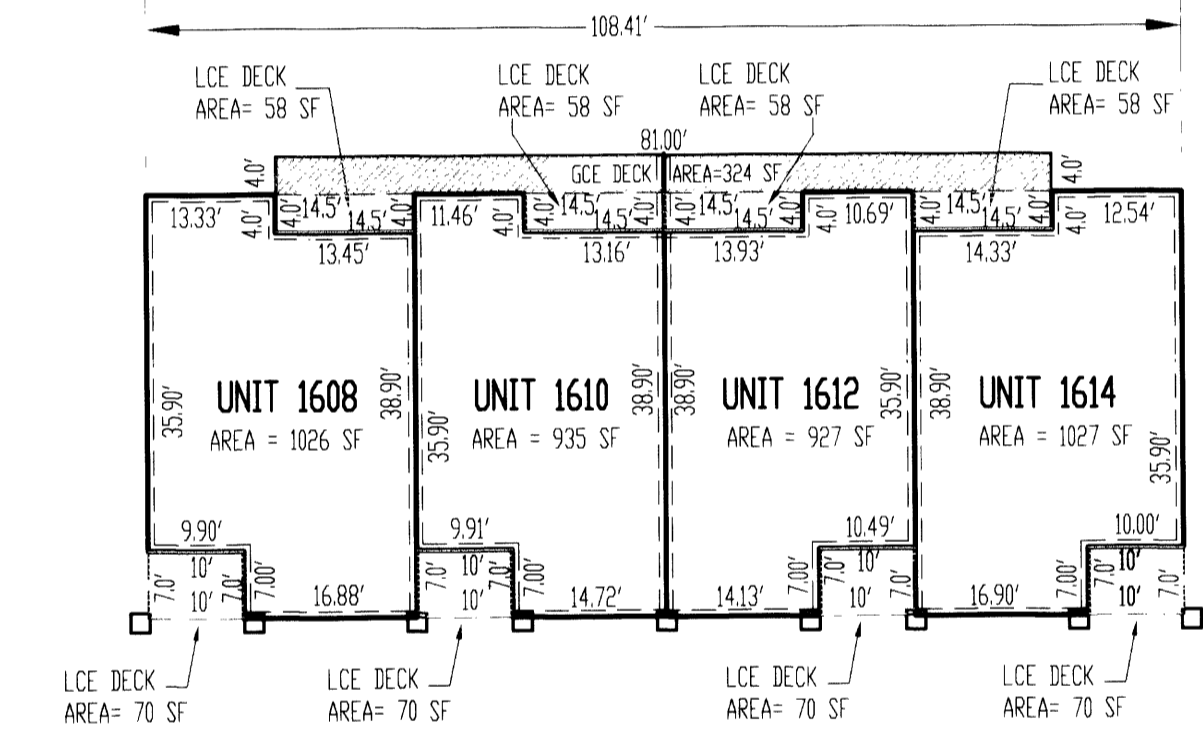 108.41'
LCE DECK
AREA= 58 SF
LCE DECK
AREA= 58 SF
LCE DECK
AREA= 58 SF
LCE DECK
AREA= 58 SF
81.00'
GCE DECK AREA=324 SF
4.0'
4.0'
13.33'
4.0'
4.0'
14.5'
14.5'
4.0'
11.46'
4.0'
4.0'
14.5'
14.5'
4.0'
4.0'
14.5'
14.5'
4.0'
4.0'
10.69'
4.0'
14.5'
14.5'
4.0'
4.0'
12.54'
13.45'
13.16'
13.93'
14.33'
35.90'
UNIT 1608
AREA = 1026 SF
38.90'
35.90'
UNIT 1610
AREA = 935 SF
38.90'
38.90'
UNIT 1612
AREA = 927 SF
35.90'
38.90'
UNIT 1614
AREA = 1027 SF
35.90'
9.90'
9.91'
10.49'
10.00'
7.0'
10'
10'
7.0'
7.00'
16.88'
7.0'
10'
10'
7.0'
7.00'
14.72'
14.13'
7.00'
7.0'
10'
10'
7.0'
16.90'
7.00'
7.0'
10'
10'
7.0'
LCE DECK
AREA= 70 SF
LCE DECK
AREA= 70 SF
LCE DECK
AREA= 70 SF
LCE DECK
AREA= 70 SF